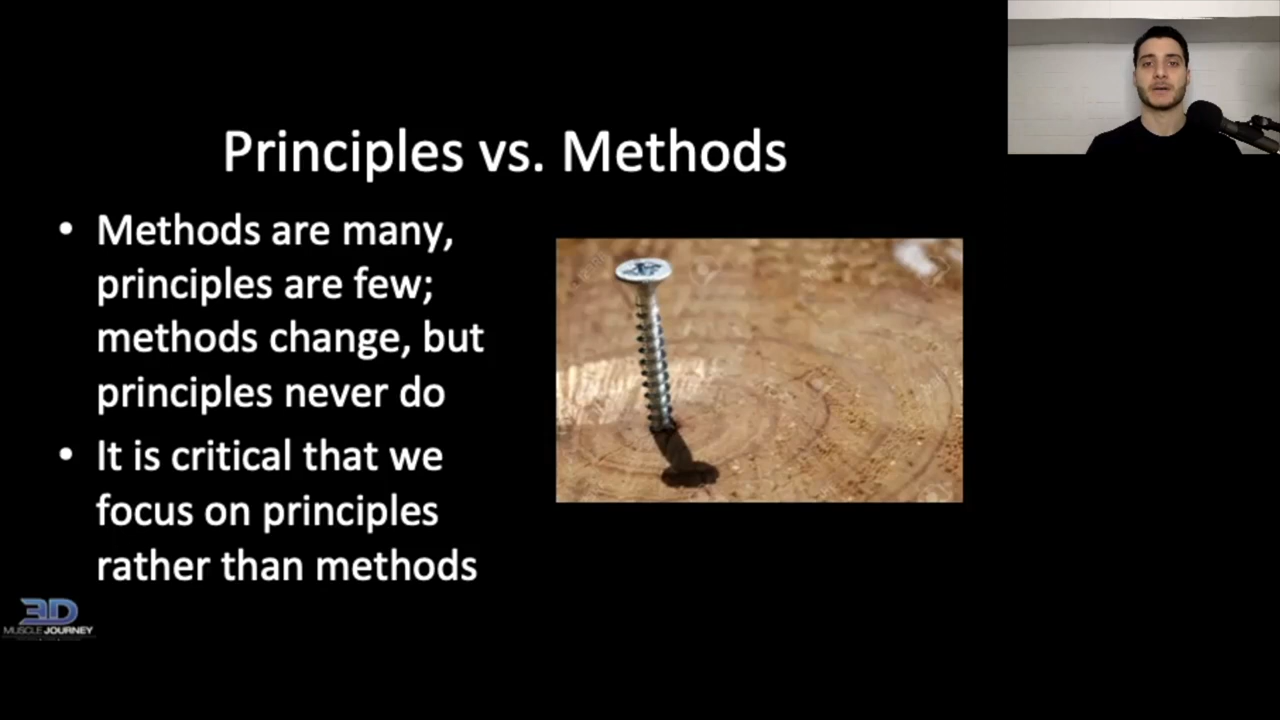 Principles vs. Methods
• Methods are many,
principles are few;
methods change, but
principles never do
• It is critical that we
focus on principles
rather than methods
3D
MUSCLE JOURNEY